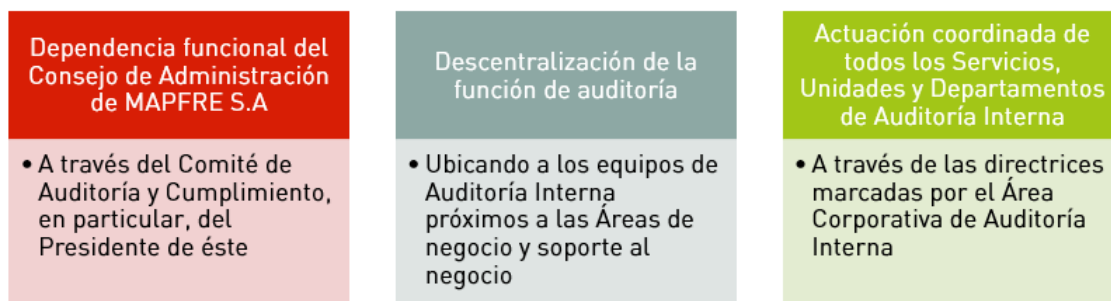 Dependencia funcional del
Consejo de Administración
de MAPFRE S.A
• A través del Comité de
Auditoría y Cumplimiento,
en particular, del
Presidente de éste
Descentralización de la
función de auditoría
• Ubicando a los equipos de
Auditoría Interna
próximos a las Áreas de
negocio y soporte al
negocio
Actuación coordinada de
todos los Servicios,
Unidades y Departamentos
de Auditoría Interna
• A través de las directrices
marcadas por el Área
Corporativa de Auditoría
Interna